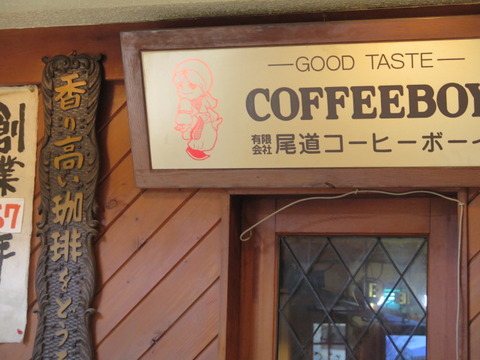 —GOOD TASTE—
COFFEEBOY
有限会社 尾道コーヒーボーイ
香り高い珈琲をどうぞ
創業
57
年